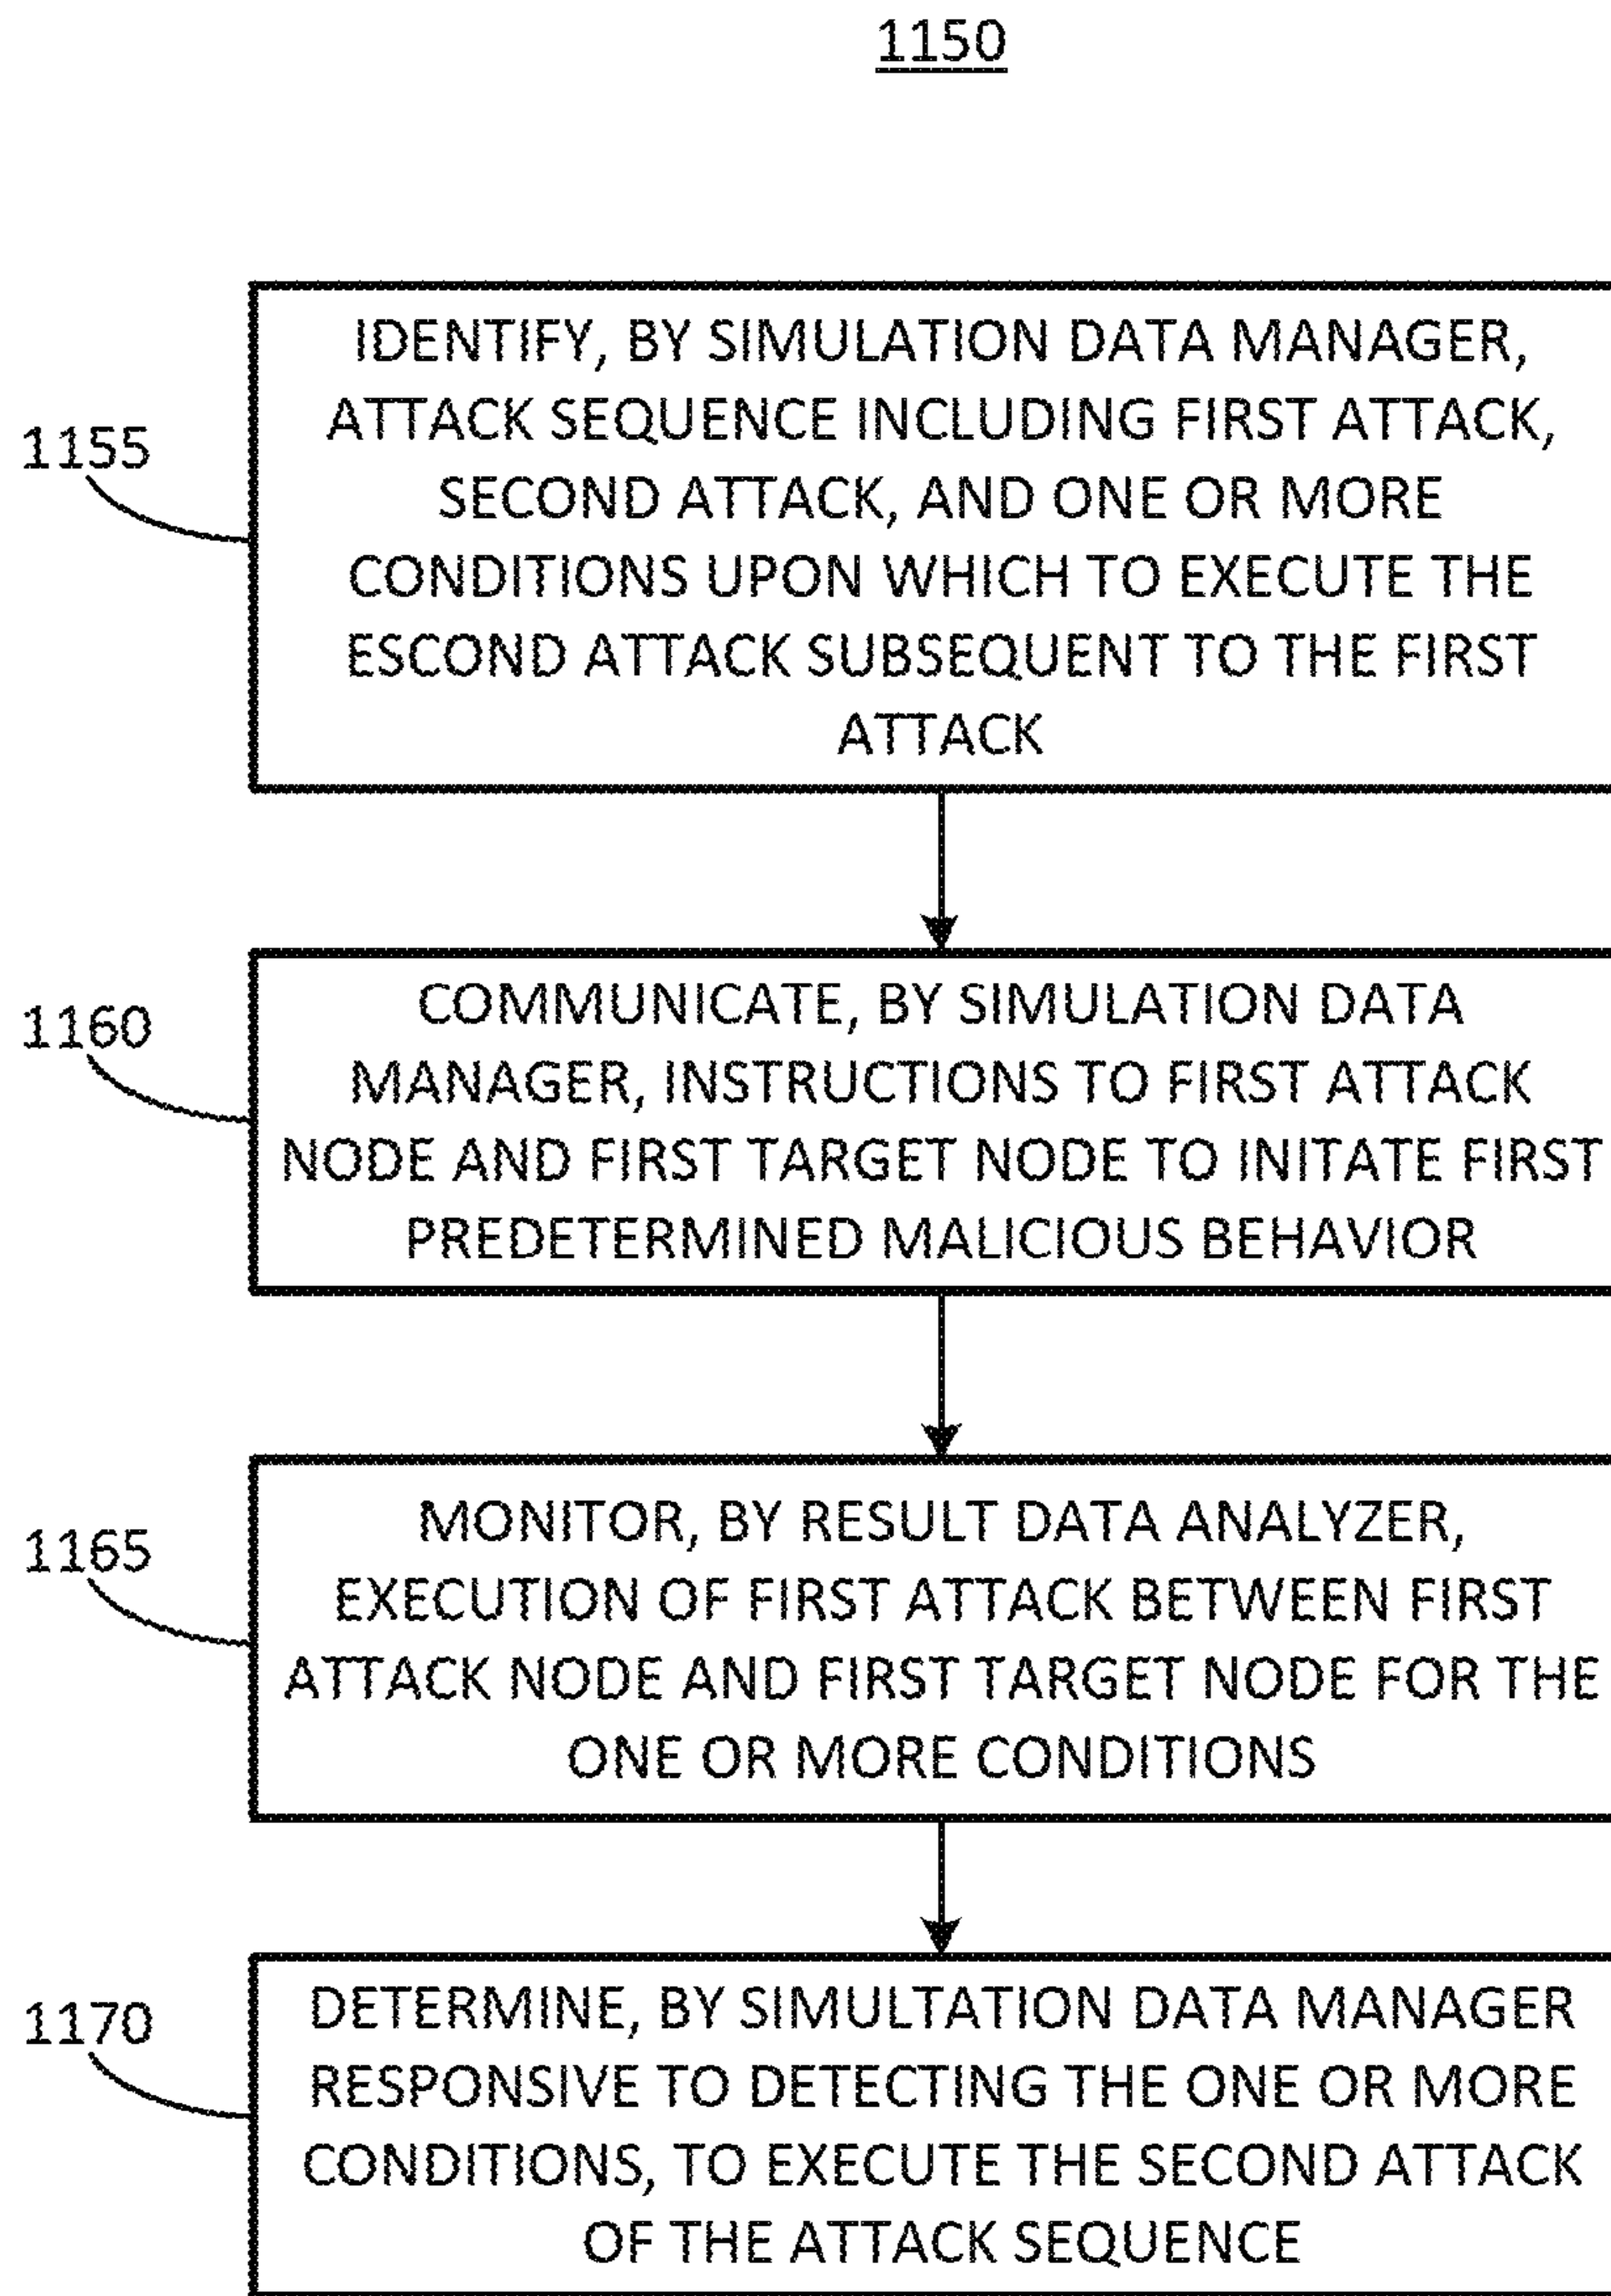 1150
IDENTIFY, BY SIMULATION DATA MANAGER,
ATTACK SEQUENCE INCLUDING FIRST ATTACK,
1155
SECOND ATTACK, AND ONE OR MORE
CONDITIONS UPON WHICH TO EXECUTE THE
ESCOND ATTACK SUBSEQUENT TO THE FIRST
ATTACK
COMMUNICATE, BY SIMULATION DATA
1160
MANAGER, INSTRUCTIONS TO FIRST ATTACK
NODE AND FIRST TARGET NODE TO INITATE FIRST
PREDETERMINED MALICIOUS BEHAVIOR
MONITOR, BY RESULT DATA ANALYZER,
1165
EXECUTION OF FIRST ATTACK BETWEEN FIRST
ATTACK NODE AND FIRST TARGET NODE FOR THE
ONE OR MORE CONDITIONS
DETERMINE, BY SIMULTATION DATA MANAGER
1170
RESPONSIVE TO DETECTING THE ONE OR MORE
CONDITIONS, TO EXECUTE THE SECOND ATTACK
OF THE ATTACK SEQUENCE